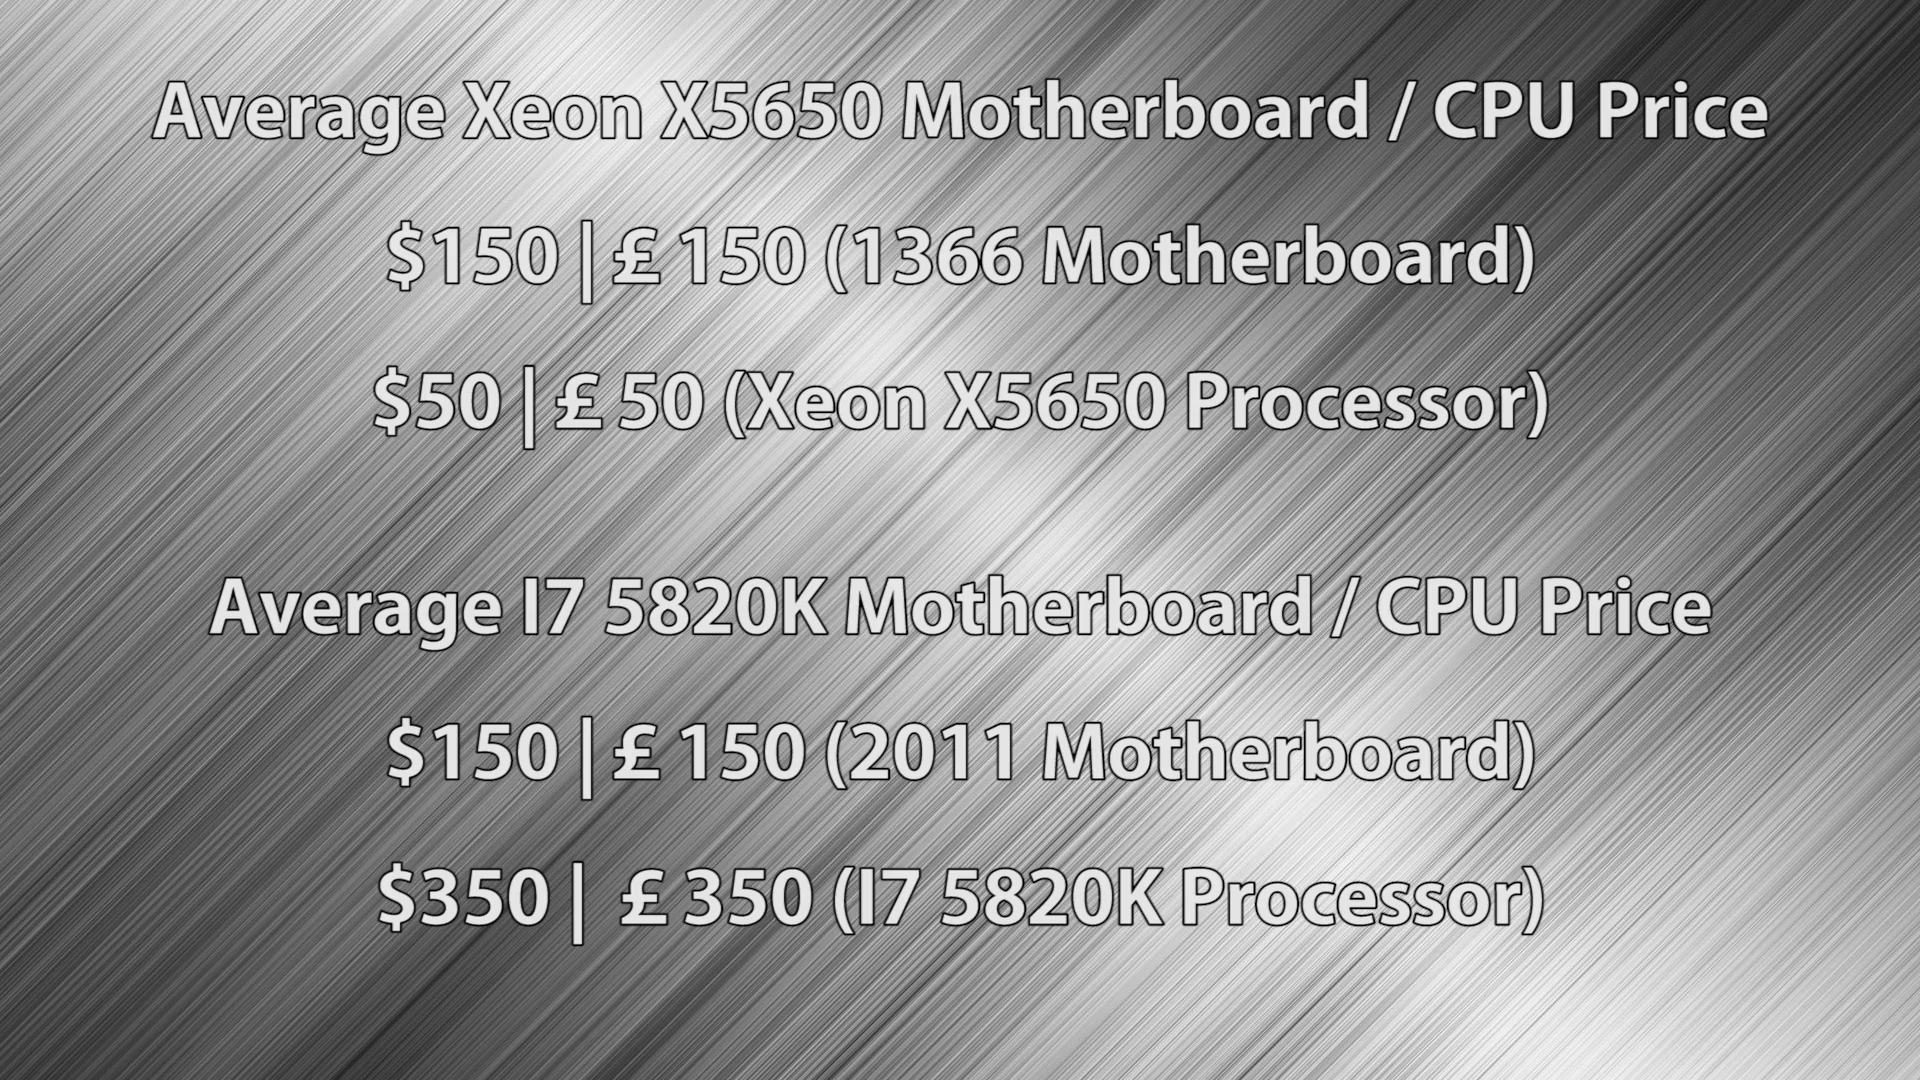 Average Xeon X5650 Motherboard / CPU Price
$150 | £ 150 (1366 Motherboard)
$50 | £ 50 (Xeon X5650 Processor)
Average I7 5820K Motherboard / CPU Price
$150 | £ 150 (2011 Motherboard)
$350 | £ 350 (I7 5820K Processor)